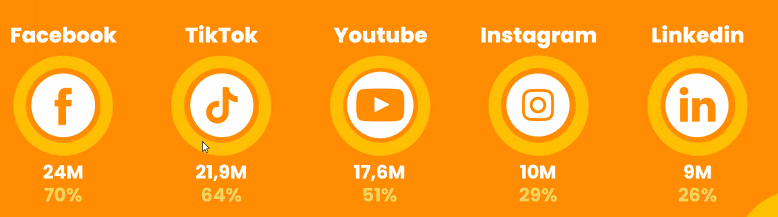 Facebook TikTok Youtube Instagram Linkedin
24M 21,9M 17,6M 10M 9M
70% 64% 51% 29% 26%